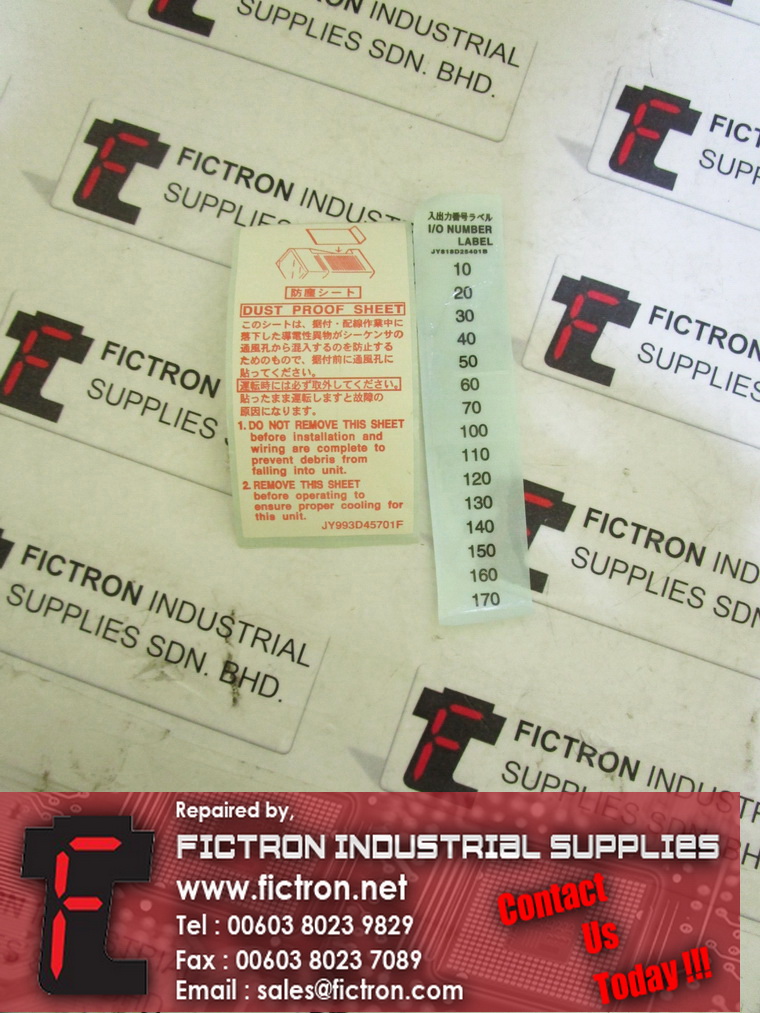 INDUSTRIAL
SUPPLIES SDN. BHD.
FICTRON INDUST
SUPPLIE
FICT
SUPP
防塵シート
DUST PROOF SHEET
このシートは、据付・配線作業中に
落下した導電性異物がシーケンサの
通風孔から混入するのを防止する
ためのもので、据付前に通風孔に
貼ってください。
運転時には必ず取外してください。
貼ったまま運転しますと故障の
原因になります。
1. DO NOT REMOVE THIS SHEET
before installation and
wiring are complete to
prevent debris from
falling into unit.
2. REMOVE THIS SHEET
before operating to
ensure proper cooling for
this unit.
JY993D45701F
入出力番号ラベル
I/O NUMBER
LABEL
10
20
30
40
50
60
70
100
110
120
130
140
150
160
170
FICTRON
SUPPLIES
FICTRON
SUPPLIES
FICTRON IND
SUPPLIES SDN
FICTRON INDUSTRIAL
SUPPLIES SDN. BHD.
FICTRON INDUSTR
SUPPLIES
Repaired by,
FICTRON INDUSTRIAL SUPPLIES
www.fictron.net
Tel : 00603 8023 9829
Fax : 00603 8023 7089
Email : sales@fictron.com
Contact
Us
Today !!!